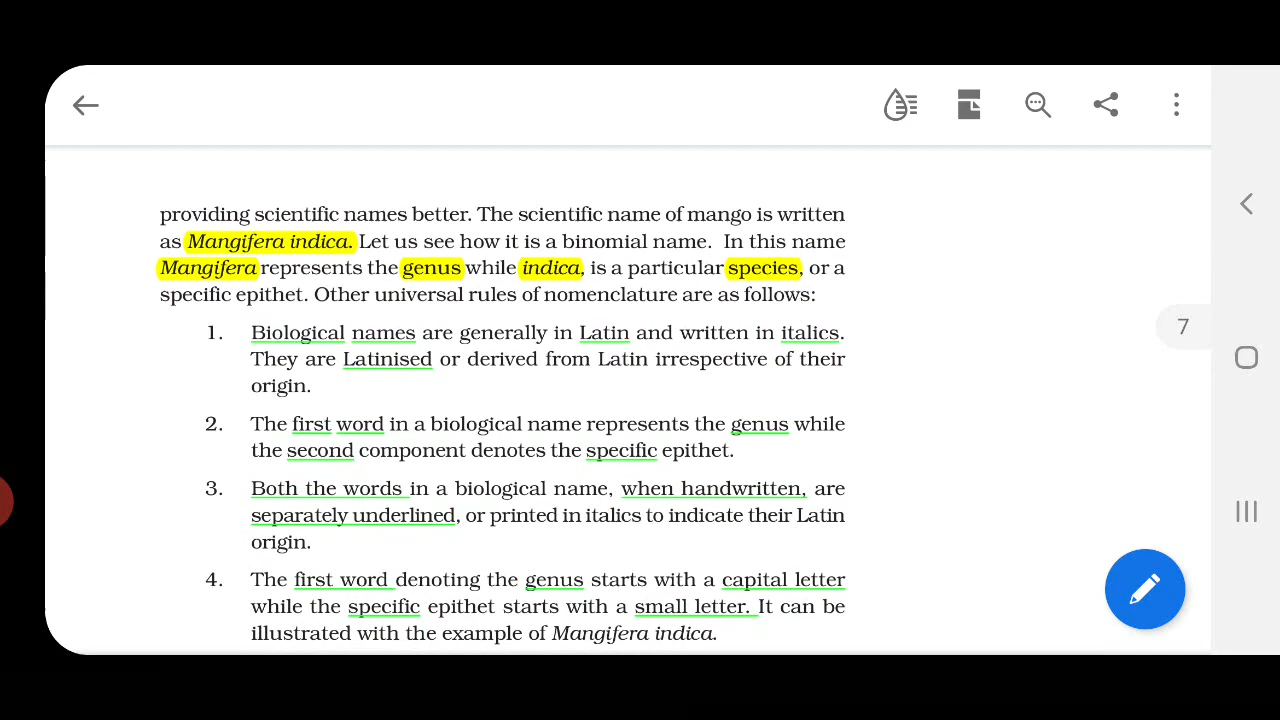 providing scientific names better. The scientific name of mango is written
as Mangifera indica. Let us see how it is a binomial name. In this name
Mangifera represents the genus while indica, is a particular species, or a
specific epithet. Other universal rules of nomenclature are as follows:
1. Biological names are generally in Latin and written in italics.
They are Latinised or derived from Latin irrespective of their
origin.
2. The first word in a biological name represents the genus while
the second component denotes the specific epithet.
3. Both the words in a biological name, when handwritten, are
separately underlined, or printed in italics to indicate their Latin
origin.
4. The first word denoting the genus starts with a capital letter
while the specific epithet starts with a small letter. It can be
illustrated with the example of Mangifera indica.
7